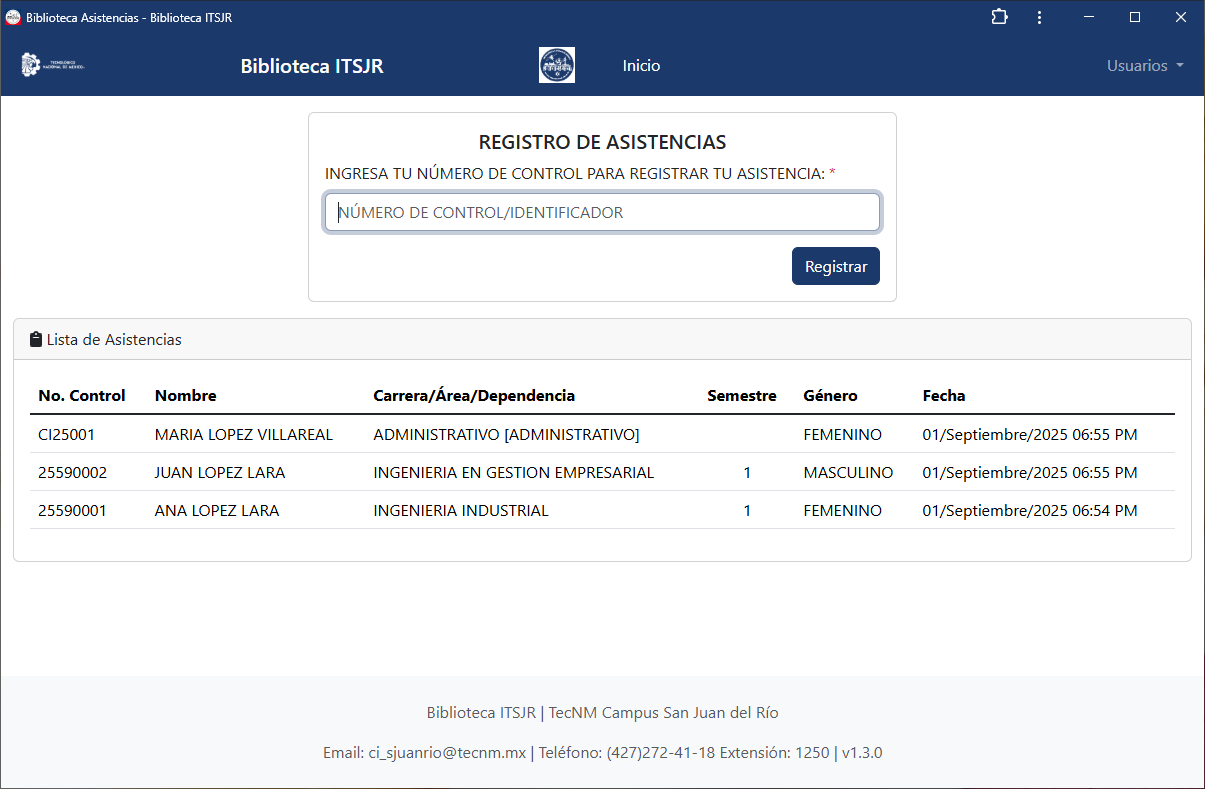 Biblioteca Asistencias - Biblioteca ITSJR
TECNOLÓGICO
NACIONAL DE MÉXICO
Biblioteca ITSJR
Inicio
Usuarios
REGISTRO DE ASISTENCIAS
INGRESA TU NÚMERO DE CONTROL PARA REGISTRAR TU ASISTENCIA: *
NÚMERO DE CONTROL/IDENTIFICADOR
Registrar
Lista de Asistencias
No. Control Nombre Carrera/Área/Dependencia Semestre Género Fecha
CI25001 MARIA LOPEZ VILLAREAL ADMINISTRATIVO [ADMINISTRATIVO] FEMENINO 01/Septiembre/2025 06:55 PM
25590002 JUAN LOPEZ LARA INGENIERIA EN GESTION EMPRESARIAL 1 MASCULINO 01/Septiembre/2025 06:55 PM
25590001 ANA LOPEZ LARA INGENIERIA INDUSTRIAL 1 FEMENINO 01/Septiembre/2025 06:54 PM
Biblioteca ITSJR | TecNM Campus San Juan del Río
Email: ci_sjuanrio@tecnm.mx | Teléfono: (427)272-41-18 Extensión: 1250 | v1.3.0